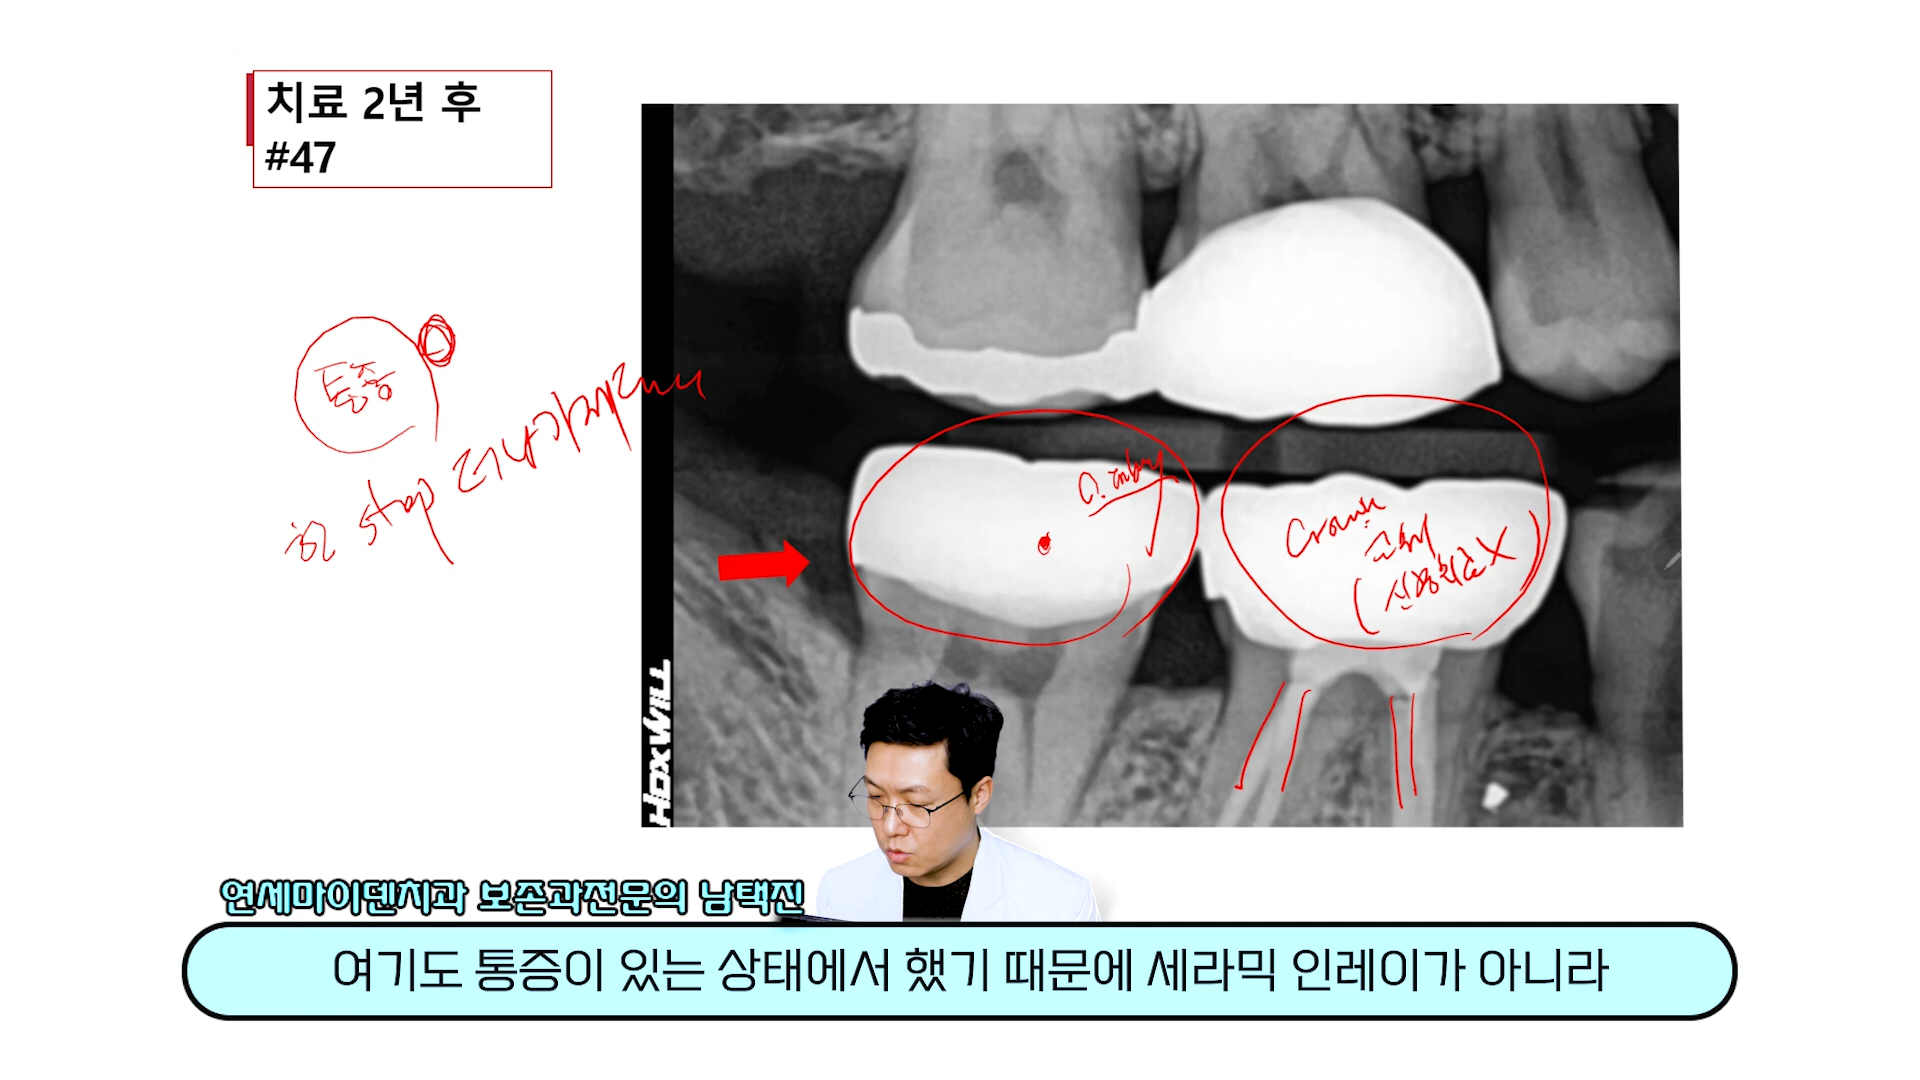 치료 2년 후
#47
통증
stop
Crown
HOXWILL
연세마이덴치과 보존과전문의 남택진
여기도 통증이 있는 상태에서 했기 때문에 세라믹 인레이가 아니라